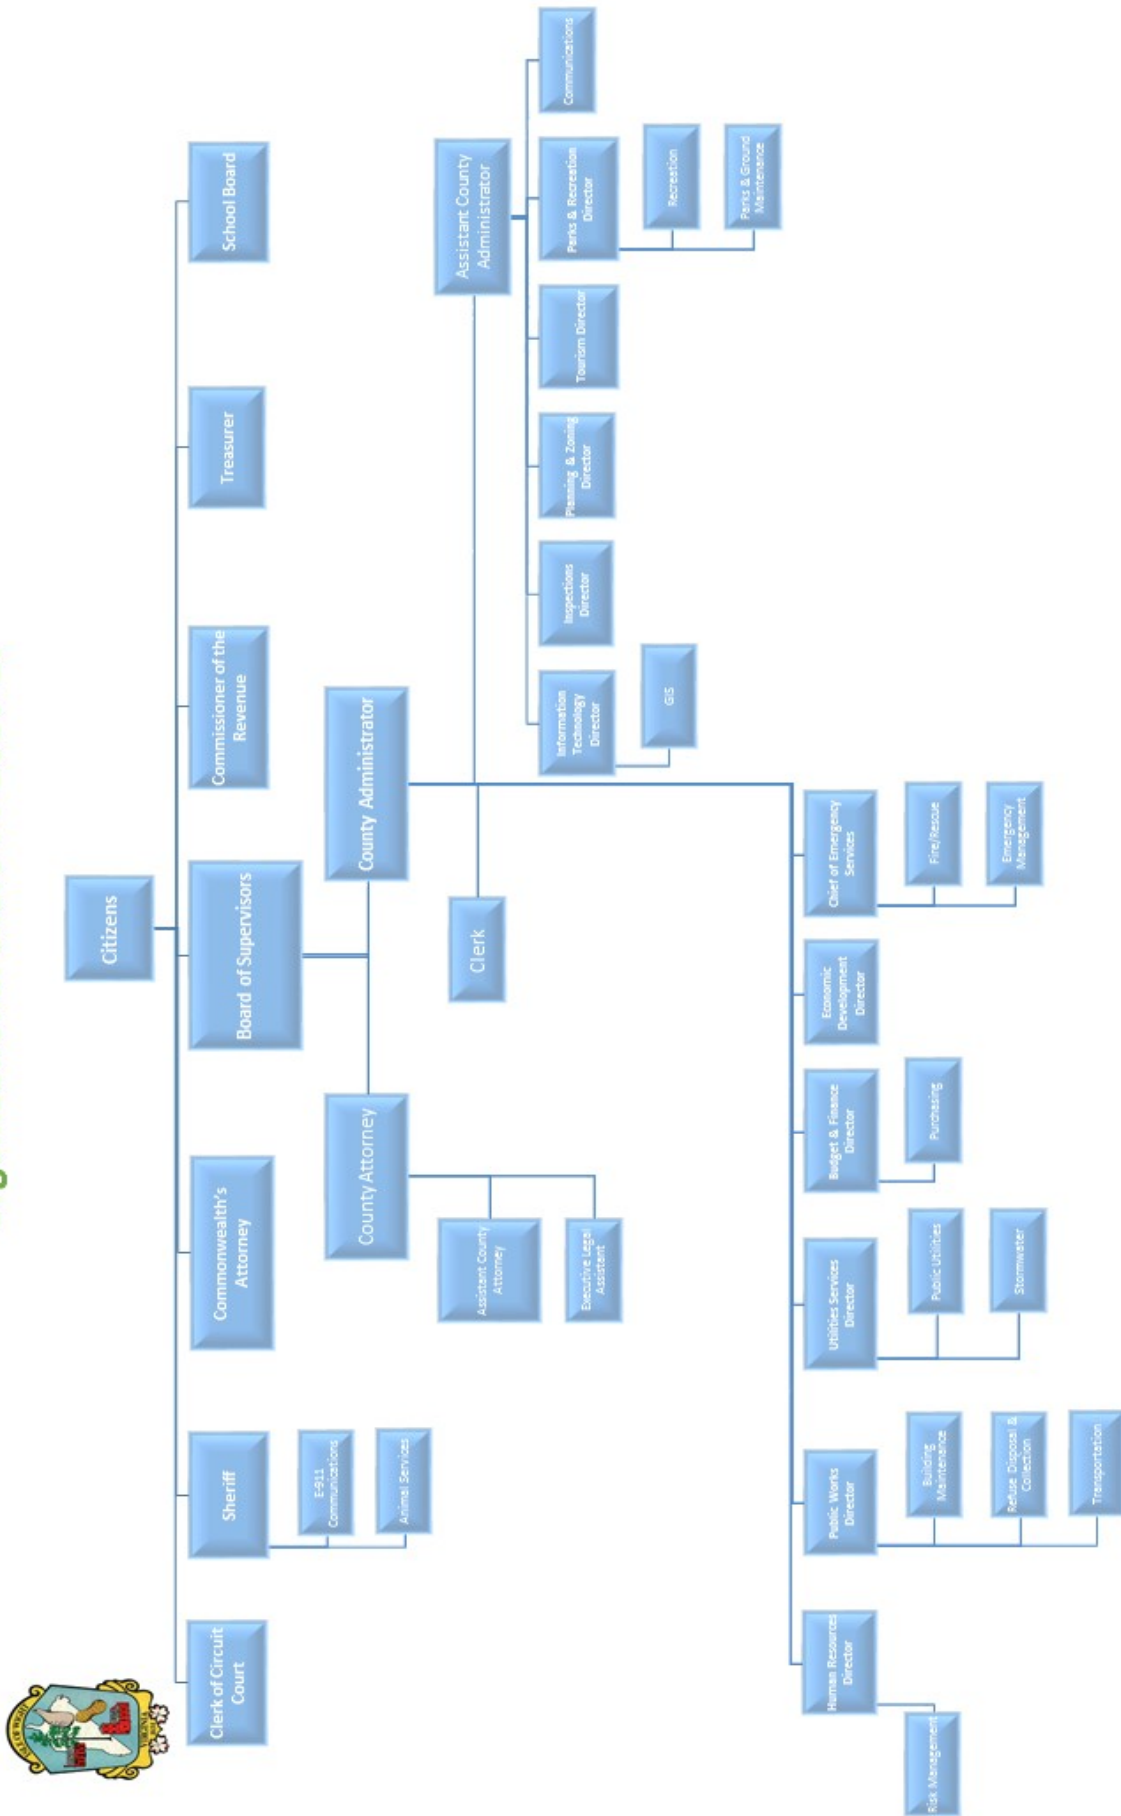 Citizens
Clerk of Circuit
Court
Sheriff
Commonwealth's
Attorney
Board of Supervisors
Commissioner of the
Revenue
Treasurer
School Board
E-911
Communications
Animal Services
County Attorney
County Administrator
Assistant County
Attorney
Executive Legal
Assistant
Clerk
Assistant County
Administrator
Information
Technology
Director
Inspections
Director
Planning & Zoning
Director
Tourism Director
Parks & Recreation
Director
Communications
GIS
Recreation
Parks & Ground
Maintenance
Human Resources
Director
Public Works
Director
Utilities Services
Director
Budget & Finance
Director
Economic
Development
Director
Chief of Emergency
Services
Risk Management
Building
Maintenance
Refuse Disposal &
Collection
Transportation
Public Utilities
Stormwater
Purchasing
Fire/Rescue
Emergency
Management